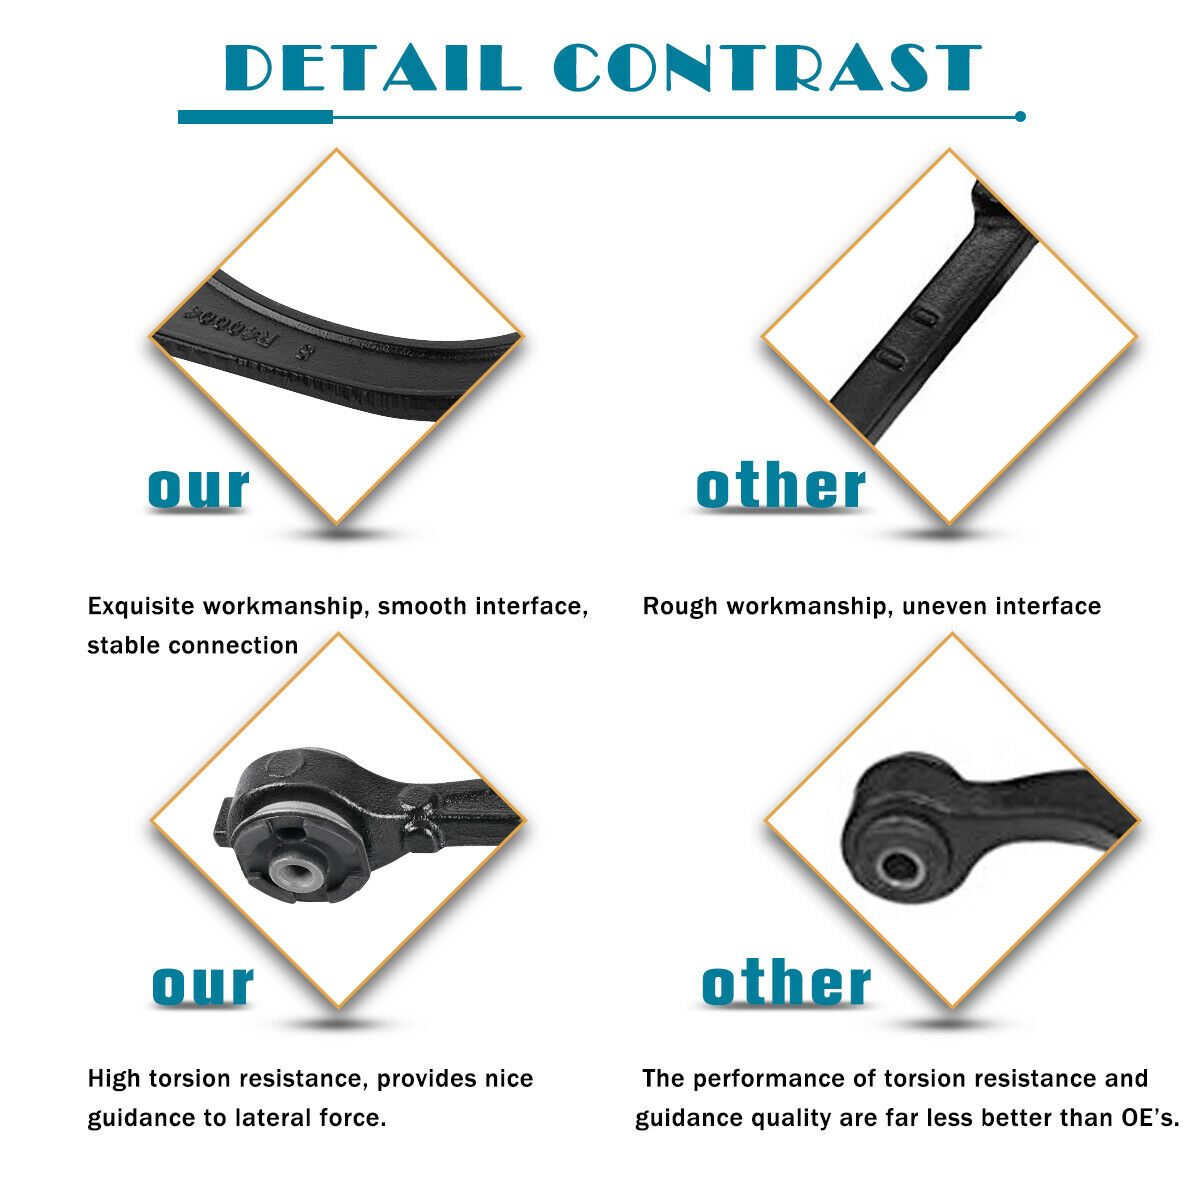 DETAIL CONTRAST
R40006 8
our
other
Exquisite workmanship, smooth interface,
stable connection
Rough workmanship, uneven interface
our
other
High torsion resistance, provides nice
guidance to lateral force.
The performance of torsion resistance and
guidance quality are far less better than OE’s.